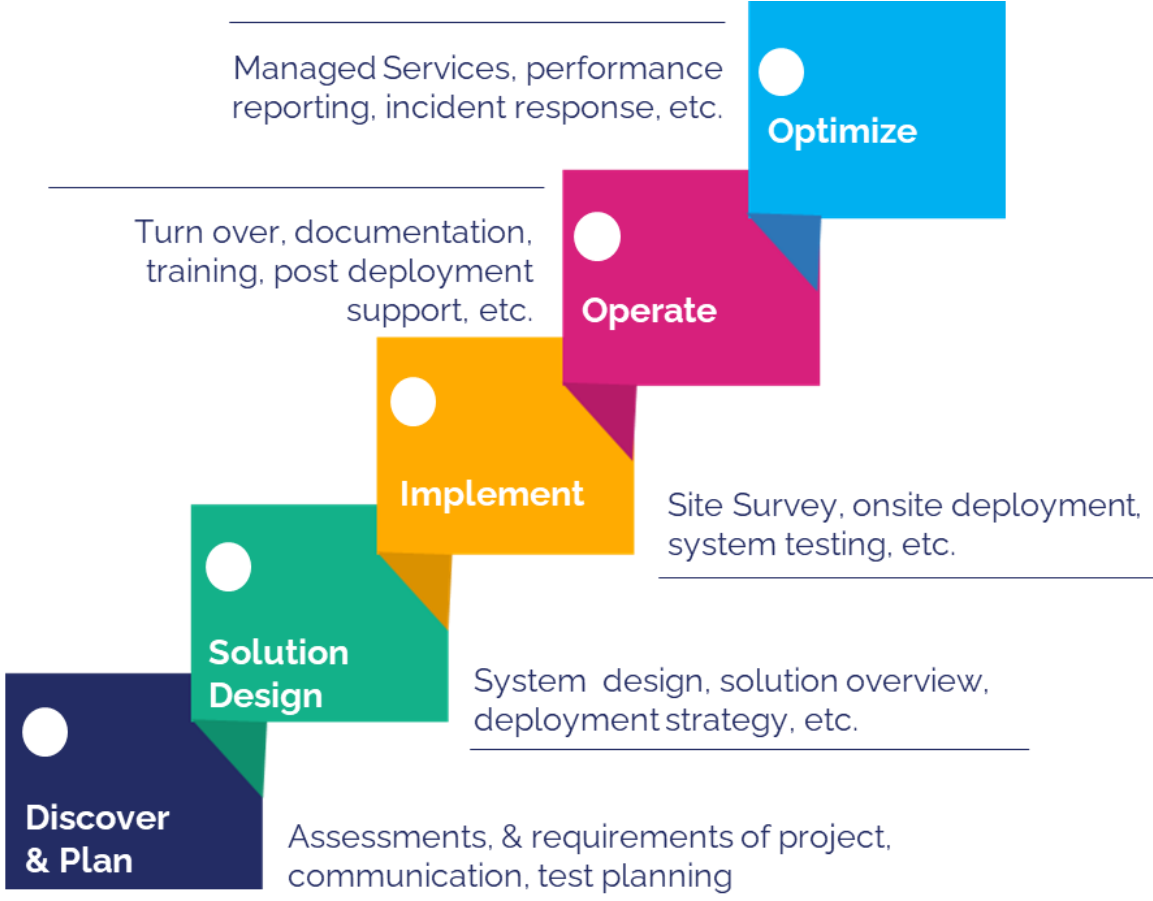 Managed Services, performance
reporting, incident response, etc.
Optimize
Turn over, documentation,
training, post deployment
support, etc.
Operate
Implement
Site Survey, onsite deployment,
system testing, etc.
Solution
Design
System design, solution overview,
deployment strategy, etc.
Discover
& Plan
Assessments, & requirements of project,
communication, test planning